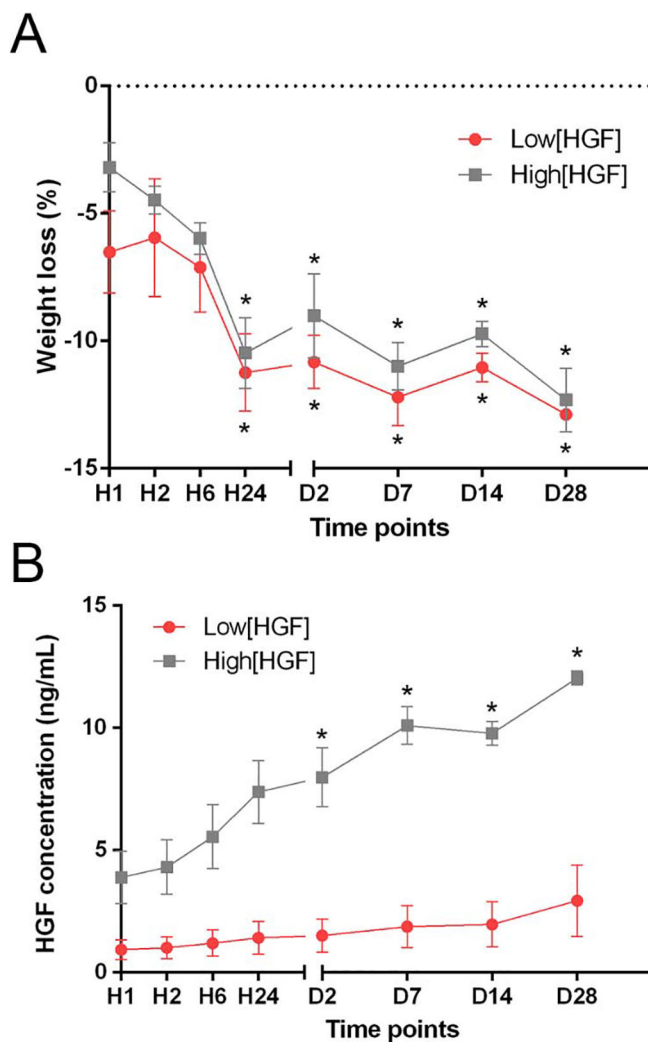 A
0
-5
-10
-15
Weight loss (%)
Low[HGF]
High[HGF]
* * * * *
* * * * *
H1 H2 H6 H24 D2 D7 D14 D28
Time points
B
15
10
5
0
HGF concentration (ng/mL)
Low[HGF]
High[HGF]
* * * *
H1 H2 H6 H24 D2 D7 D14 D28
Time points